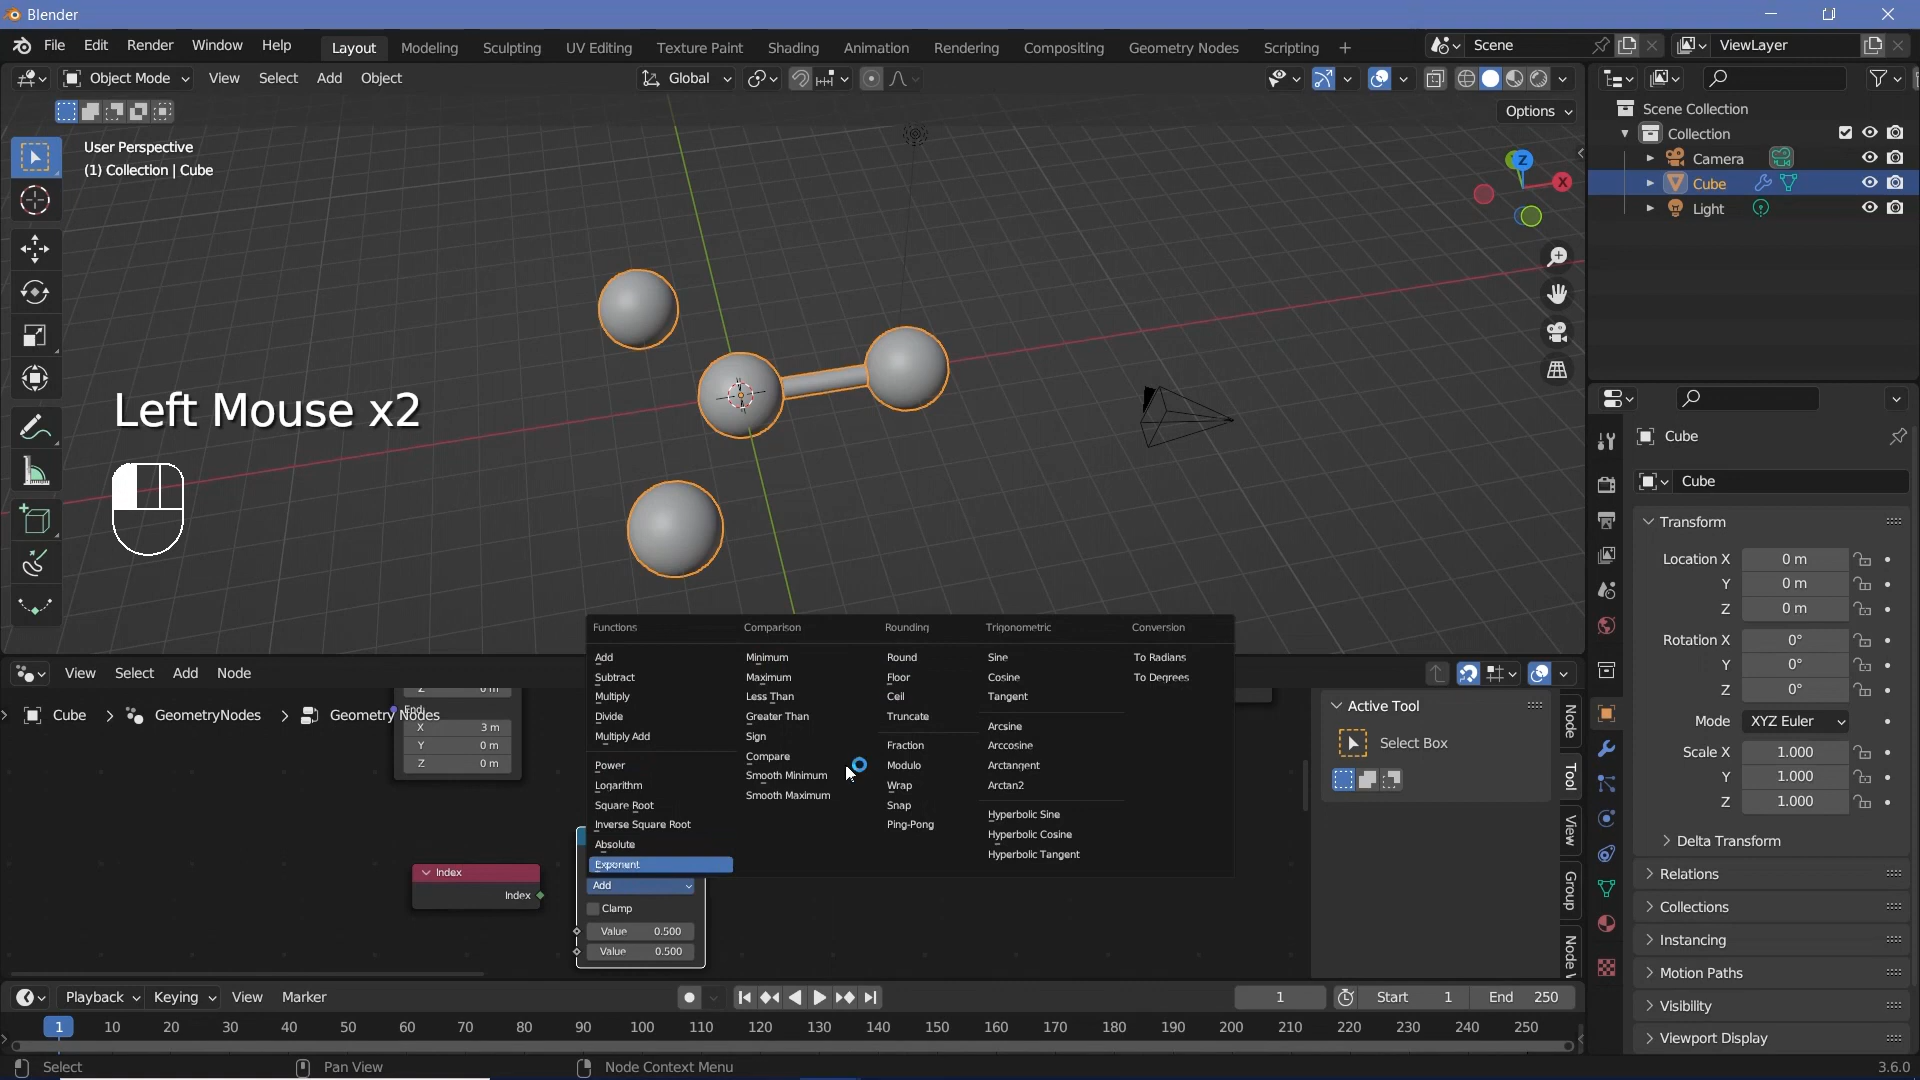 Blender
File Edit Render Window Help
Layout Modeling Sculpting UV Editing Texture Paint Shading Animation Rendering Compositing Geometry Nodes Scripting +
Scene
ViewLayer
Object Mode View Select Add Object
Global
Options
User Perspective
(1) Collection | Cube
Z
X
Left Mouse x2
Scene Collection
Collection
Camera
Cube
Light
Cube
Cube
Transform
Location X 0 m
Y 0 m
Z 0 m
Rotation X 0°
Y 0°
Z 0°
Mode XYZ Euler
Scale X 1.000
Y 1.000
Z 1.000
Delta Transform
Relations
Collections
Instancing
Motion Paths
Visibility
Viewport Display
View Select Add Node
Cube > GeometryNodes > Geometry Nodes
Z 0 m
End:
X 3 m
Y 0 m
Z 0 m
Index
Index
Functions
Add
Subtract
Multiply
Divide
Multiply Add
Power
Logarithm
Square Root
Inverse Square Root
Absolute
Exponent
Comparison
Minimum
Maximum
Less Than
Greater Than
Sign
Compare
Smooth Minimum
Smooth Maximum
Rounding
Round
Floor
Ceil
Truncate
Fraction
Modulo
Wrap
Snap
Ping-Pong
Trigonometric
Sine
Cosine
Tangent
Arcsine
Arccosine
Arctangent
Arctan2
Hyperbolic Sine
Hyperbolic Cosine
Hyperbolic Tangent
Conversion
To Radians
To Degrees
Add
Clamp
Value 0.500
Value 0.500
Active Tool
Select Box
Node
Tool
View
Group
Node
Playback Keying View Marker
1
Start 1
End 250
1 10 20 30 40 50 60 70 80 90 100 110 120 130 140 150 160 170 180 190 200 210 220 230 240 250
Select
Pan View
Node Context Menu
3.6.0